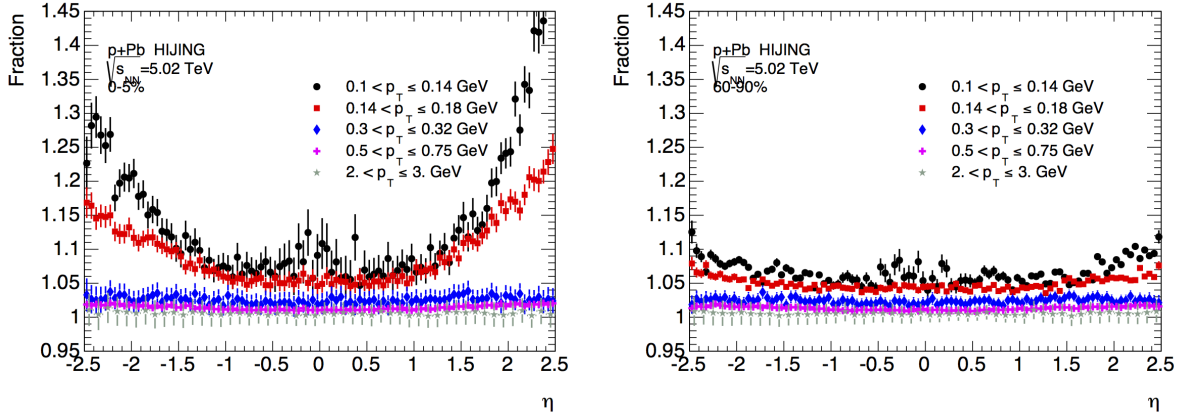 Fraction
1.45
1.4
1.35
1.3
1.25
1.2
1.15
1.1
1.05
1
0.95
p+Pb HIJING
√s_NN=5.02 TeV
0-5%
0.1 < p_T ≤ 0.14 GeV
0.14 < p_T ≤ 0.18 GeV
0.3 < p_T ≤ 0.32 GeV
0.5 < p_T ≤ 0.75 GeV
2. < p_T ≤ 3. GeV
-2.5 -2 -1.5 -1 -0.5 0 0.5 1 1.5 2 2.5
η
Fraction
1.45
1.4
1.35
1.3
1.25
1.2
1.15
1.1
1.05
1
0.95
p+Pb HIJING
√s_NN=5.02 TeV
60-90%
0.1 < p_T ≤ 0.14 GeV
0.14 < p_T ≤ 0.18 GeV
0.3 < p_T ≤ 0.32 GeV
0.5 < p_T ≤ 0.75 GeV
2. < p_T ≤ 3. GeV
-2.5 -2 -1.5 -1 -0.5 0 0.5 1 1.5 2 2.5
η